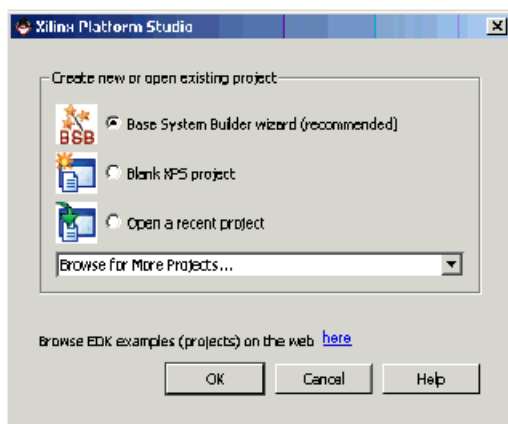 Xilinx Platform Studio
Create new or open existing project
BSB Base System Builder wizard (recommended)
Blank XPS project
Open a recent project
Browse for More Projects...
Browse EDK examples (projects) on the web here
OK Cancel Help